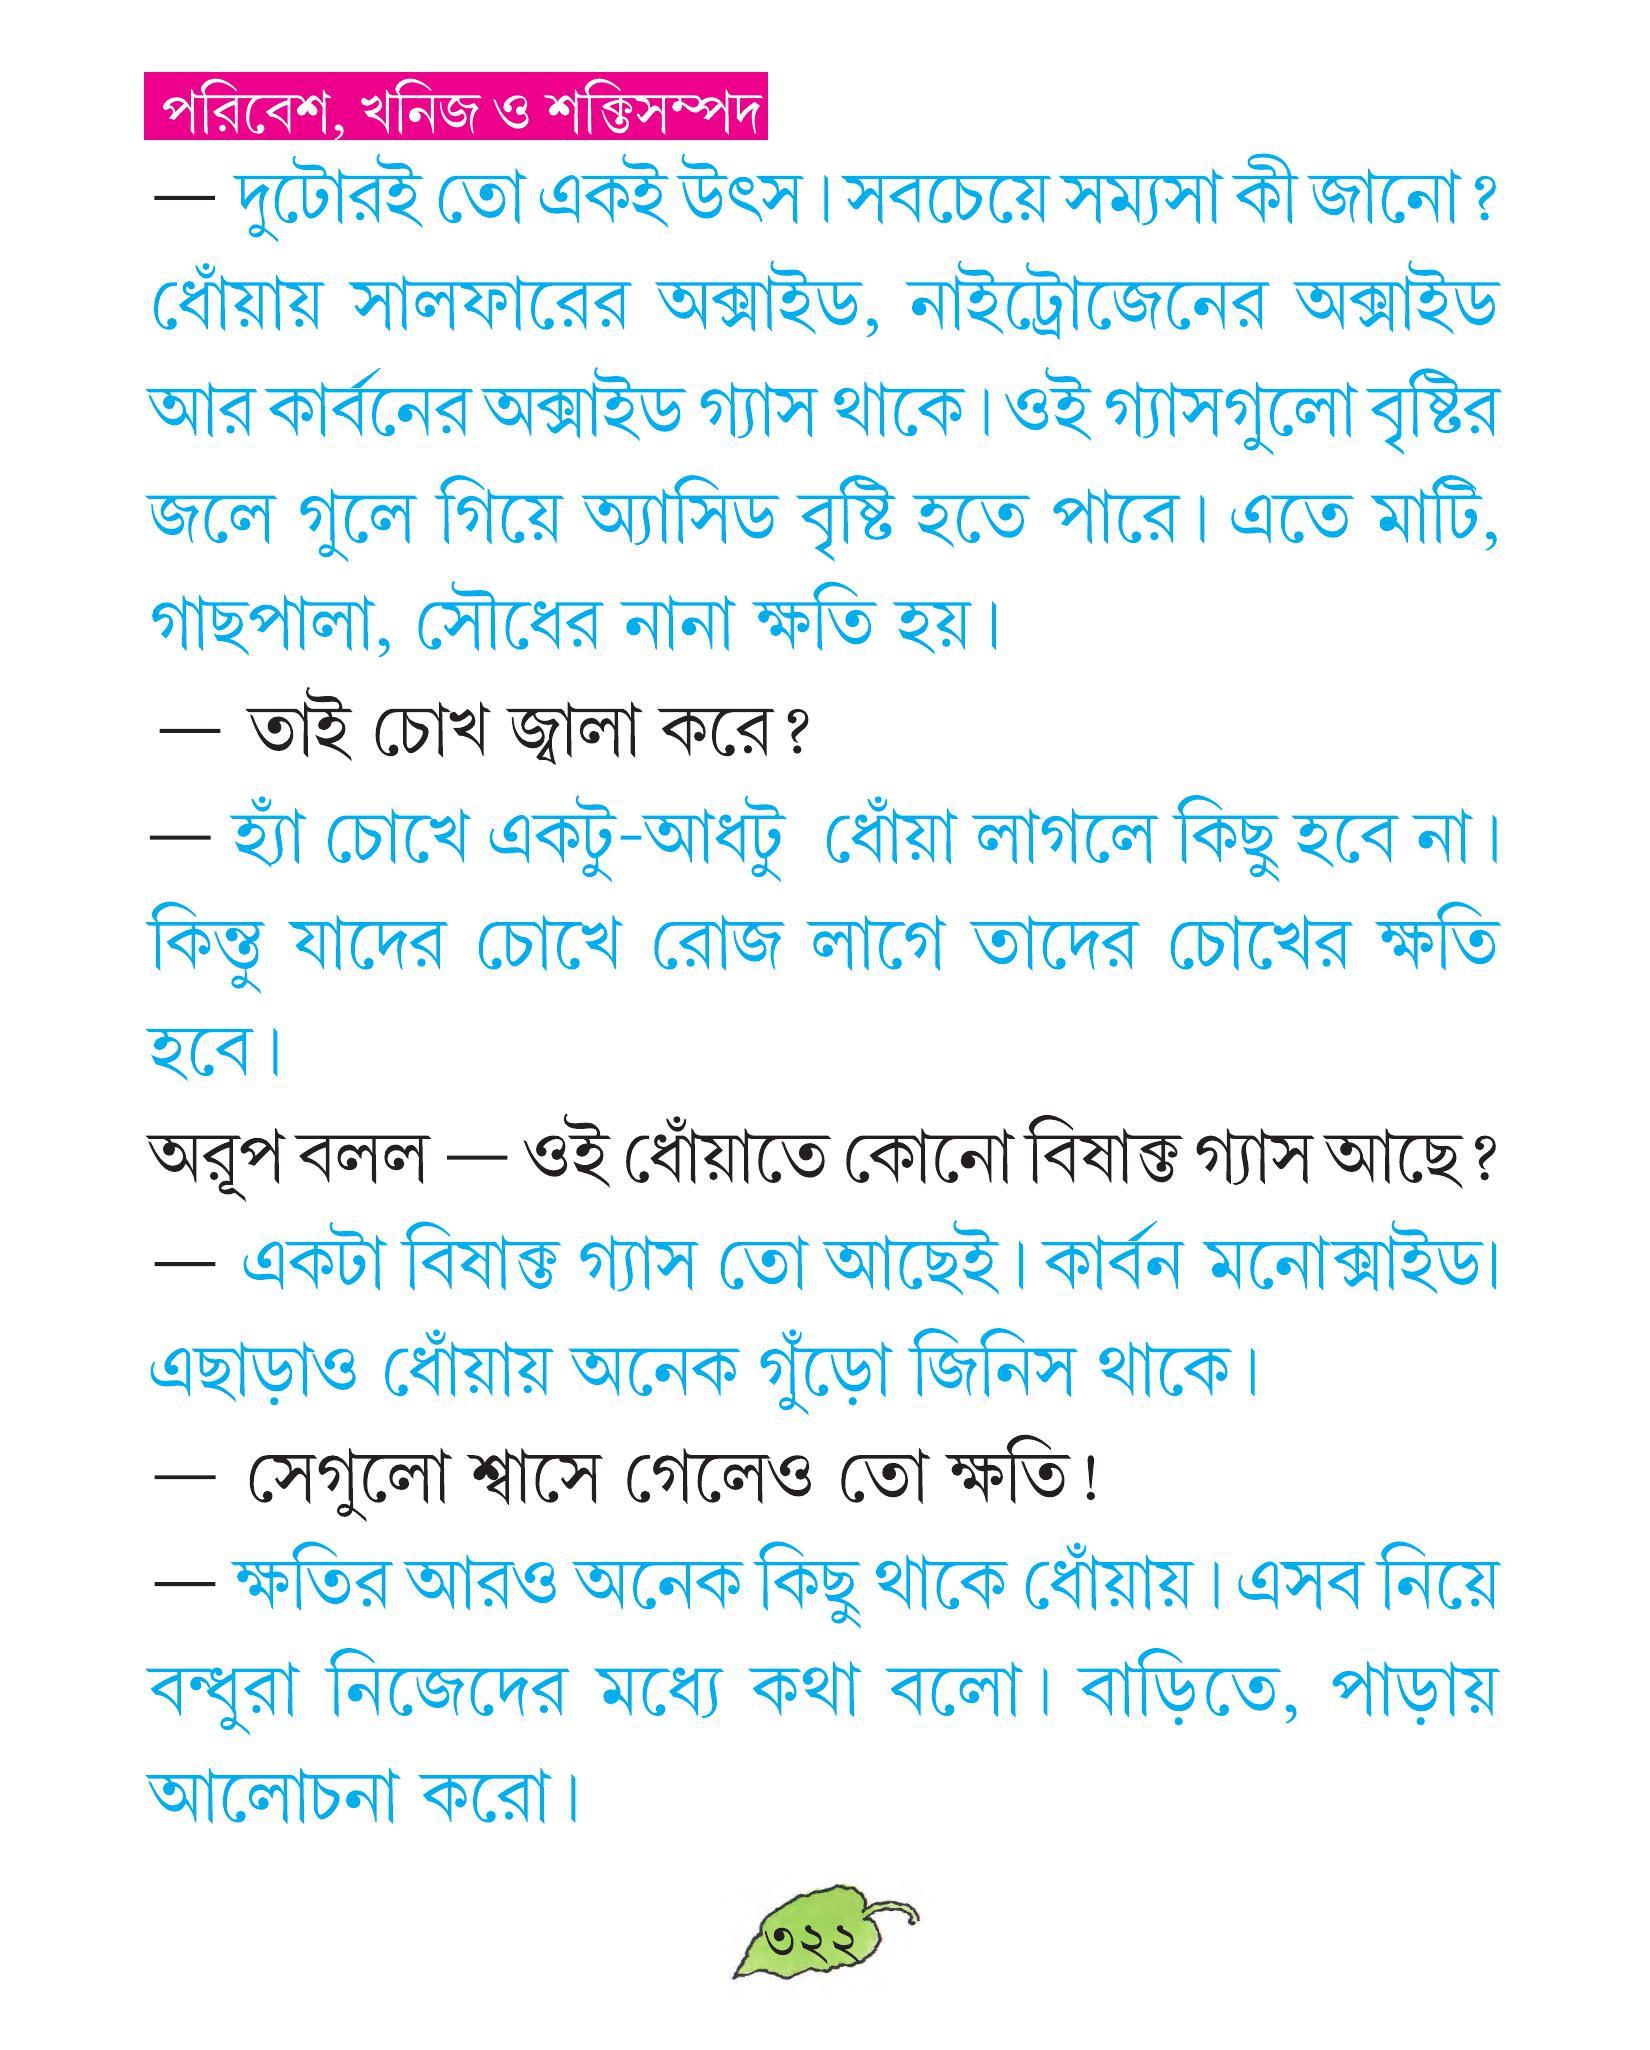 পরিবেশ, খনিজ ও শক্তিসম্পদ
— দুটোরই তো একই উৎস। সবচেয়ে সম্যসা কী জানো?
ধোঁয়ায় সালফারের অক্সাইড, নাইট্রোজেনের অক্সাইড
আর কার্বনের অক্সাইড গ্যাস থাকে। ওই গ্যাসগুলো বৃষ্টির
জলে গুলে গিয়ে অ্যাসিড বৃষ্টি হতে পারে। এতে মাটি,
গাছপালা, সৌধের নানা ক্ষতি হয়।
— তাই চোখ জ্বালা করে?
— হ্যাঁ চোখে একটু-আধটু ধোঁয়া লাগলে কিছু হবে না।
কিন্তু যাদের চোখে রোজ লাগে তাদের চোখের ক্ষতি
হবে।
অরূপ বলল — ওই ধোঁয়াতে কোনো বিষাক্ত গ্যাস আছে?
— একটা বিষাক্ত গ্যাস তো আছেই। কার্বন মনোক্সাইড।
এছাড়াও ধোঁয়ায় অনেক গুঁড়ো জিনিস থাকে।
— সেগুলো শ্বাসে গেলেও তো ক্ষতি!
— ক্ষতির আরও অনেক কিছু থাকে ধোঁয়ায়। এসব নিয়ে
বন্ধুরা নিজেদের মধ্যে কথা বলো। বাড়িতে, পাড়ায়
আলোচনা করো।
৩২২